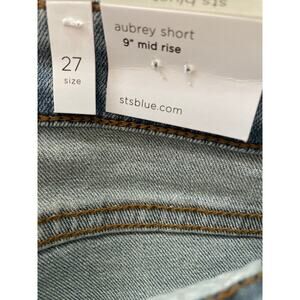 aubrey short
9" mid rise
27
size
stsblue.com